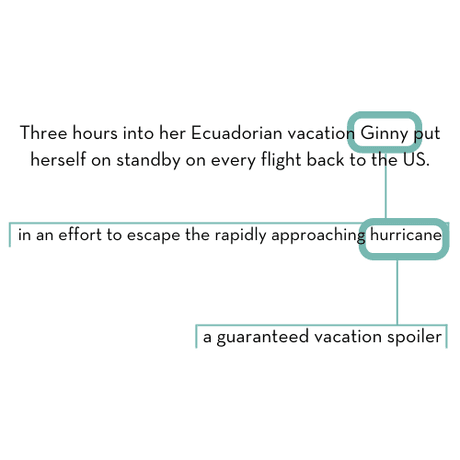 Three hours into her Ecuadorian vacation Ginny put
herself on standby on every flight back to the US.
in an effort to escape the rapidly approaching hurricane
a guaranteed vacation spoiler